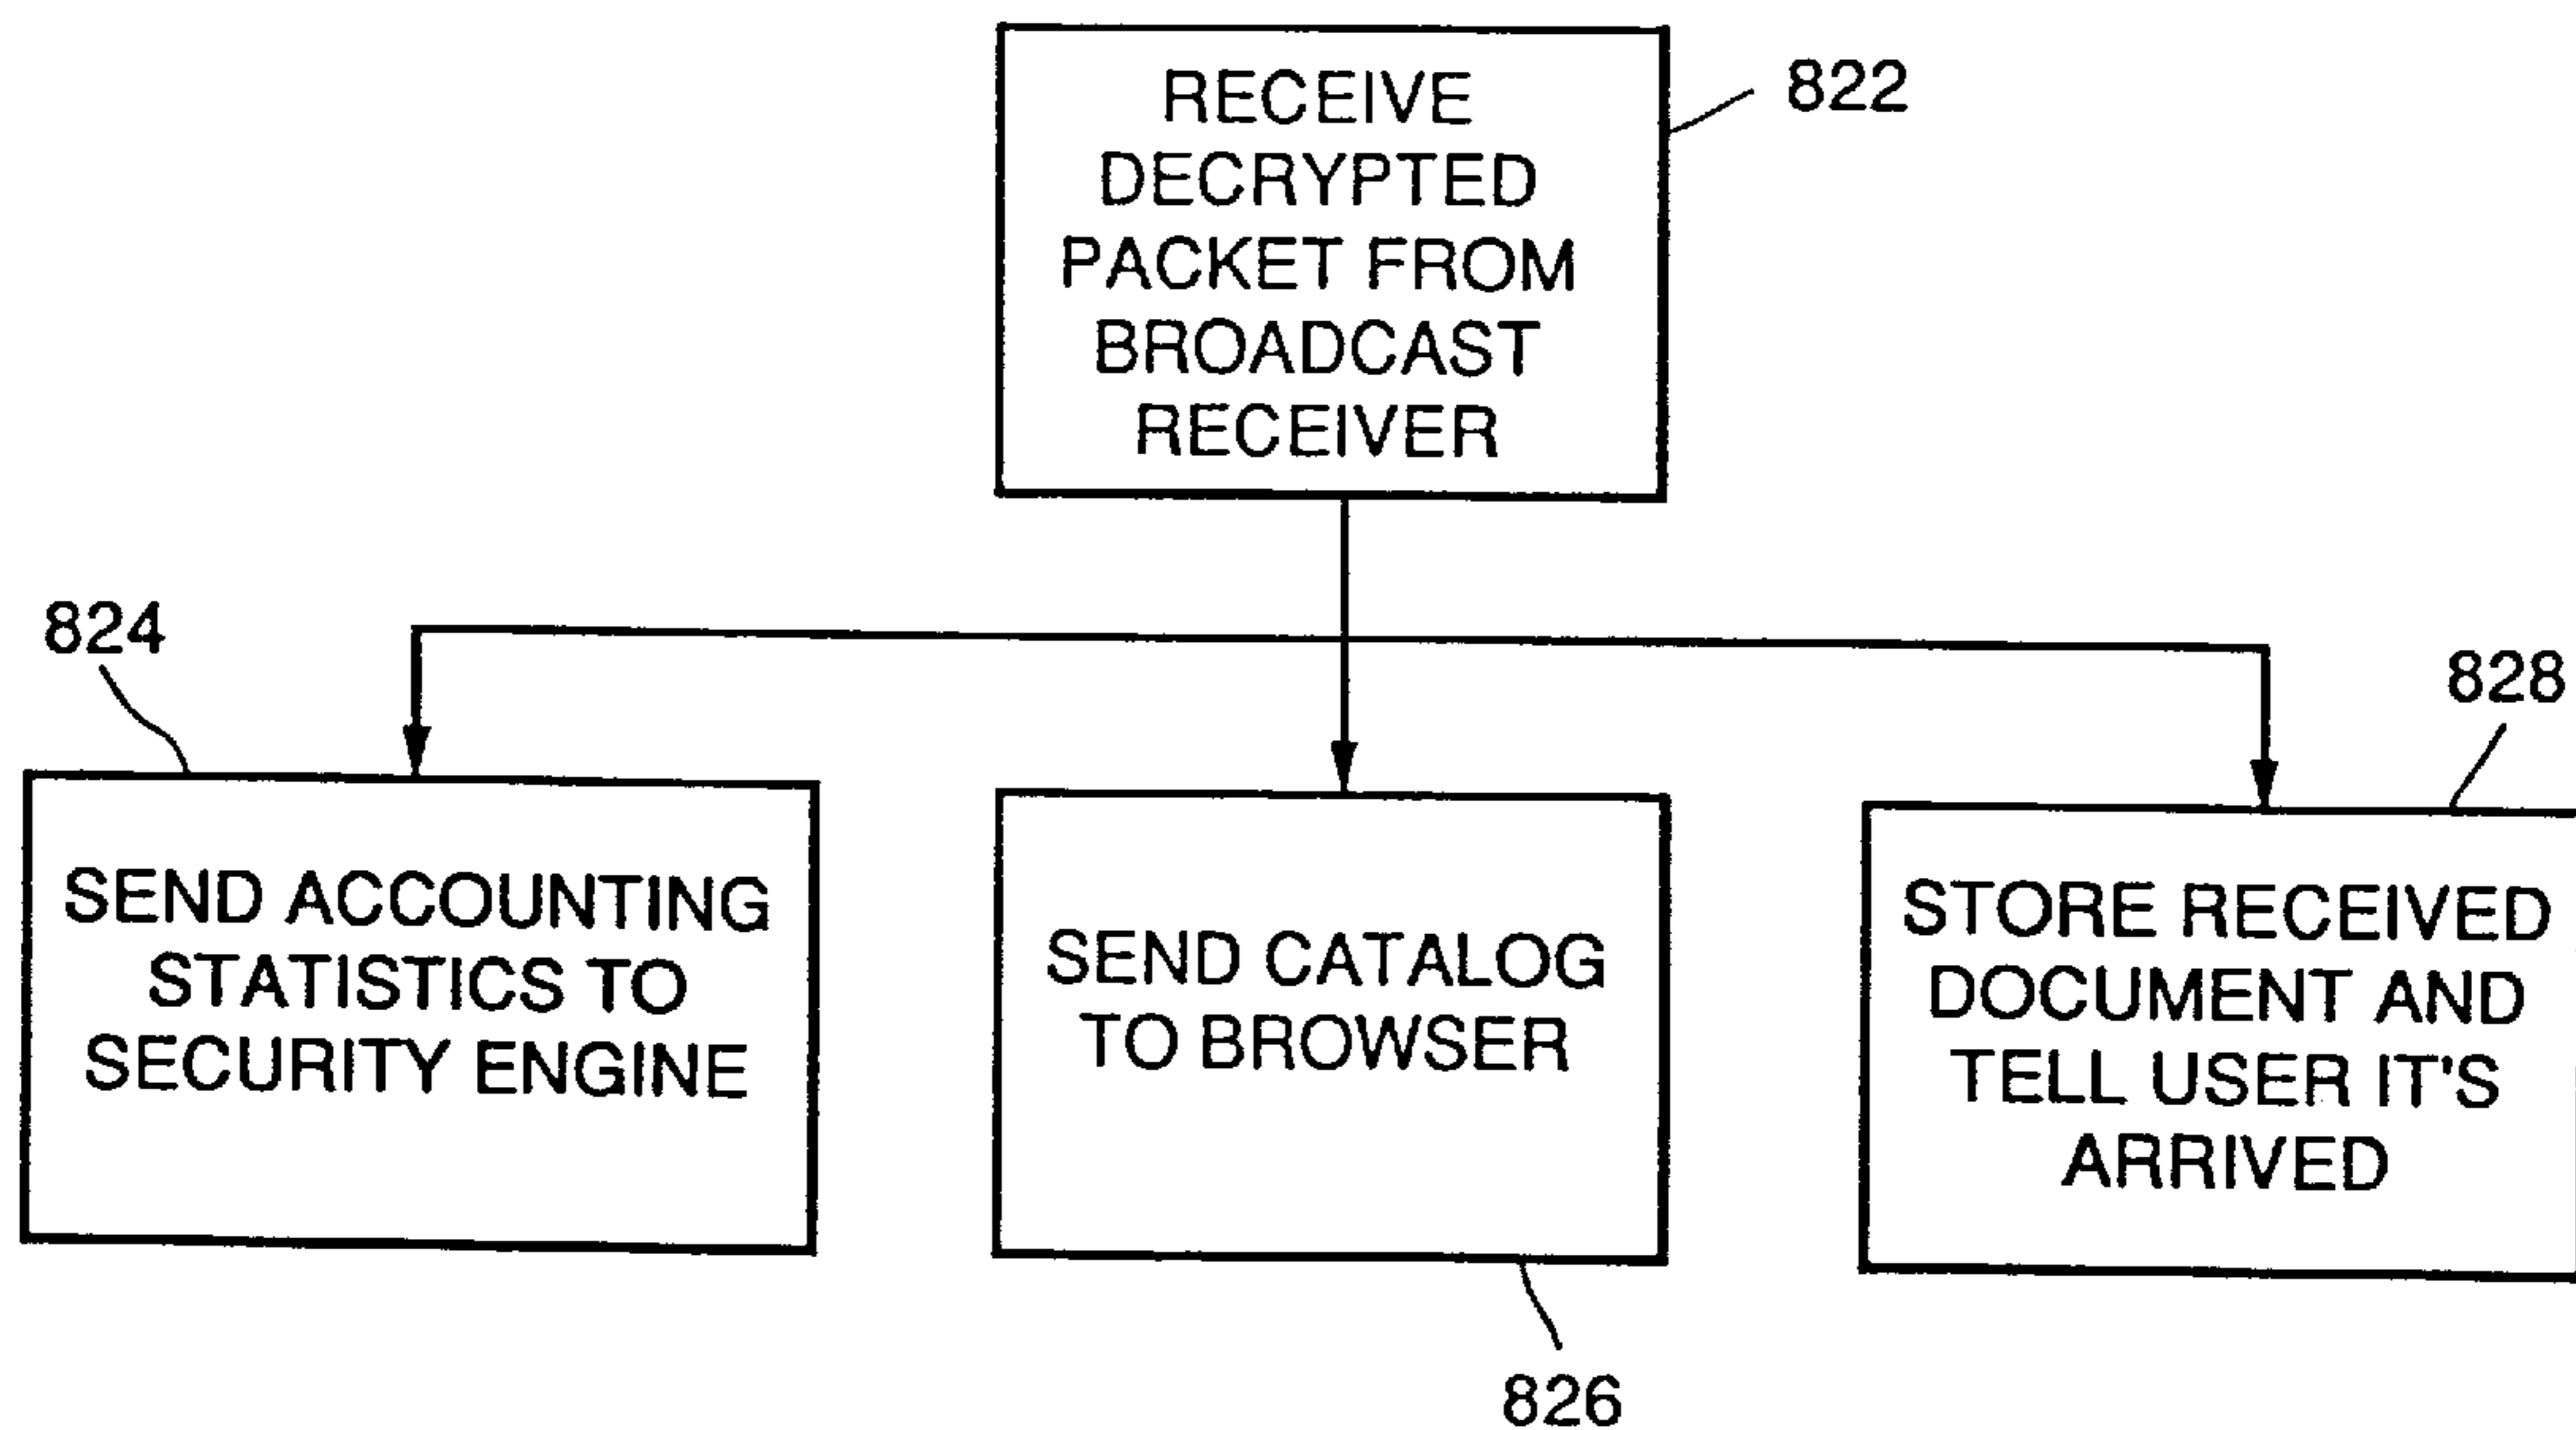 RECEIVE
DECRYPTED
PACKET FROM
BROADCAST
RECEIVER
822
824
SEND ACCOUNTING
STATISTICS TO
SECURITY ENGINE
SEND CATALOG
TO BROWSER
826
828
STORE RECEIVED
DOCUMENT AND
TELL USER IT'S
ARRIVED